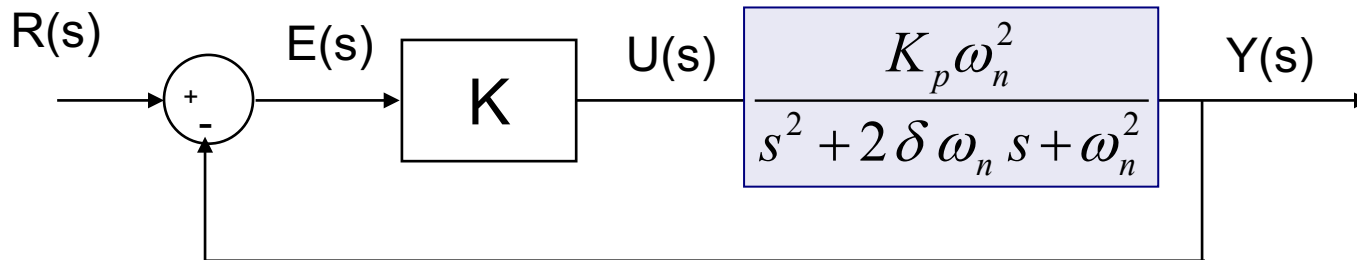 R(s)
+
-
E(s)
K
U(s)
K_p ω_n^2
s^2 + 2 δ ω_n s + ω_n^2
Y(s)